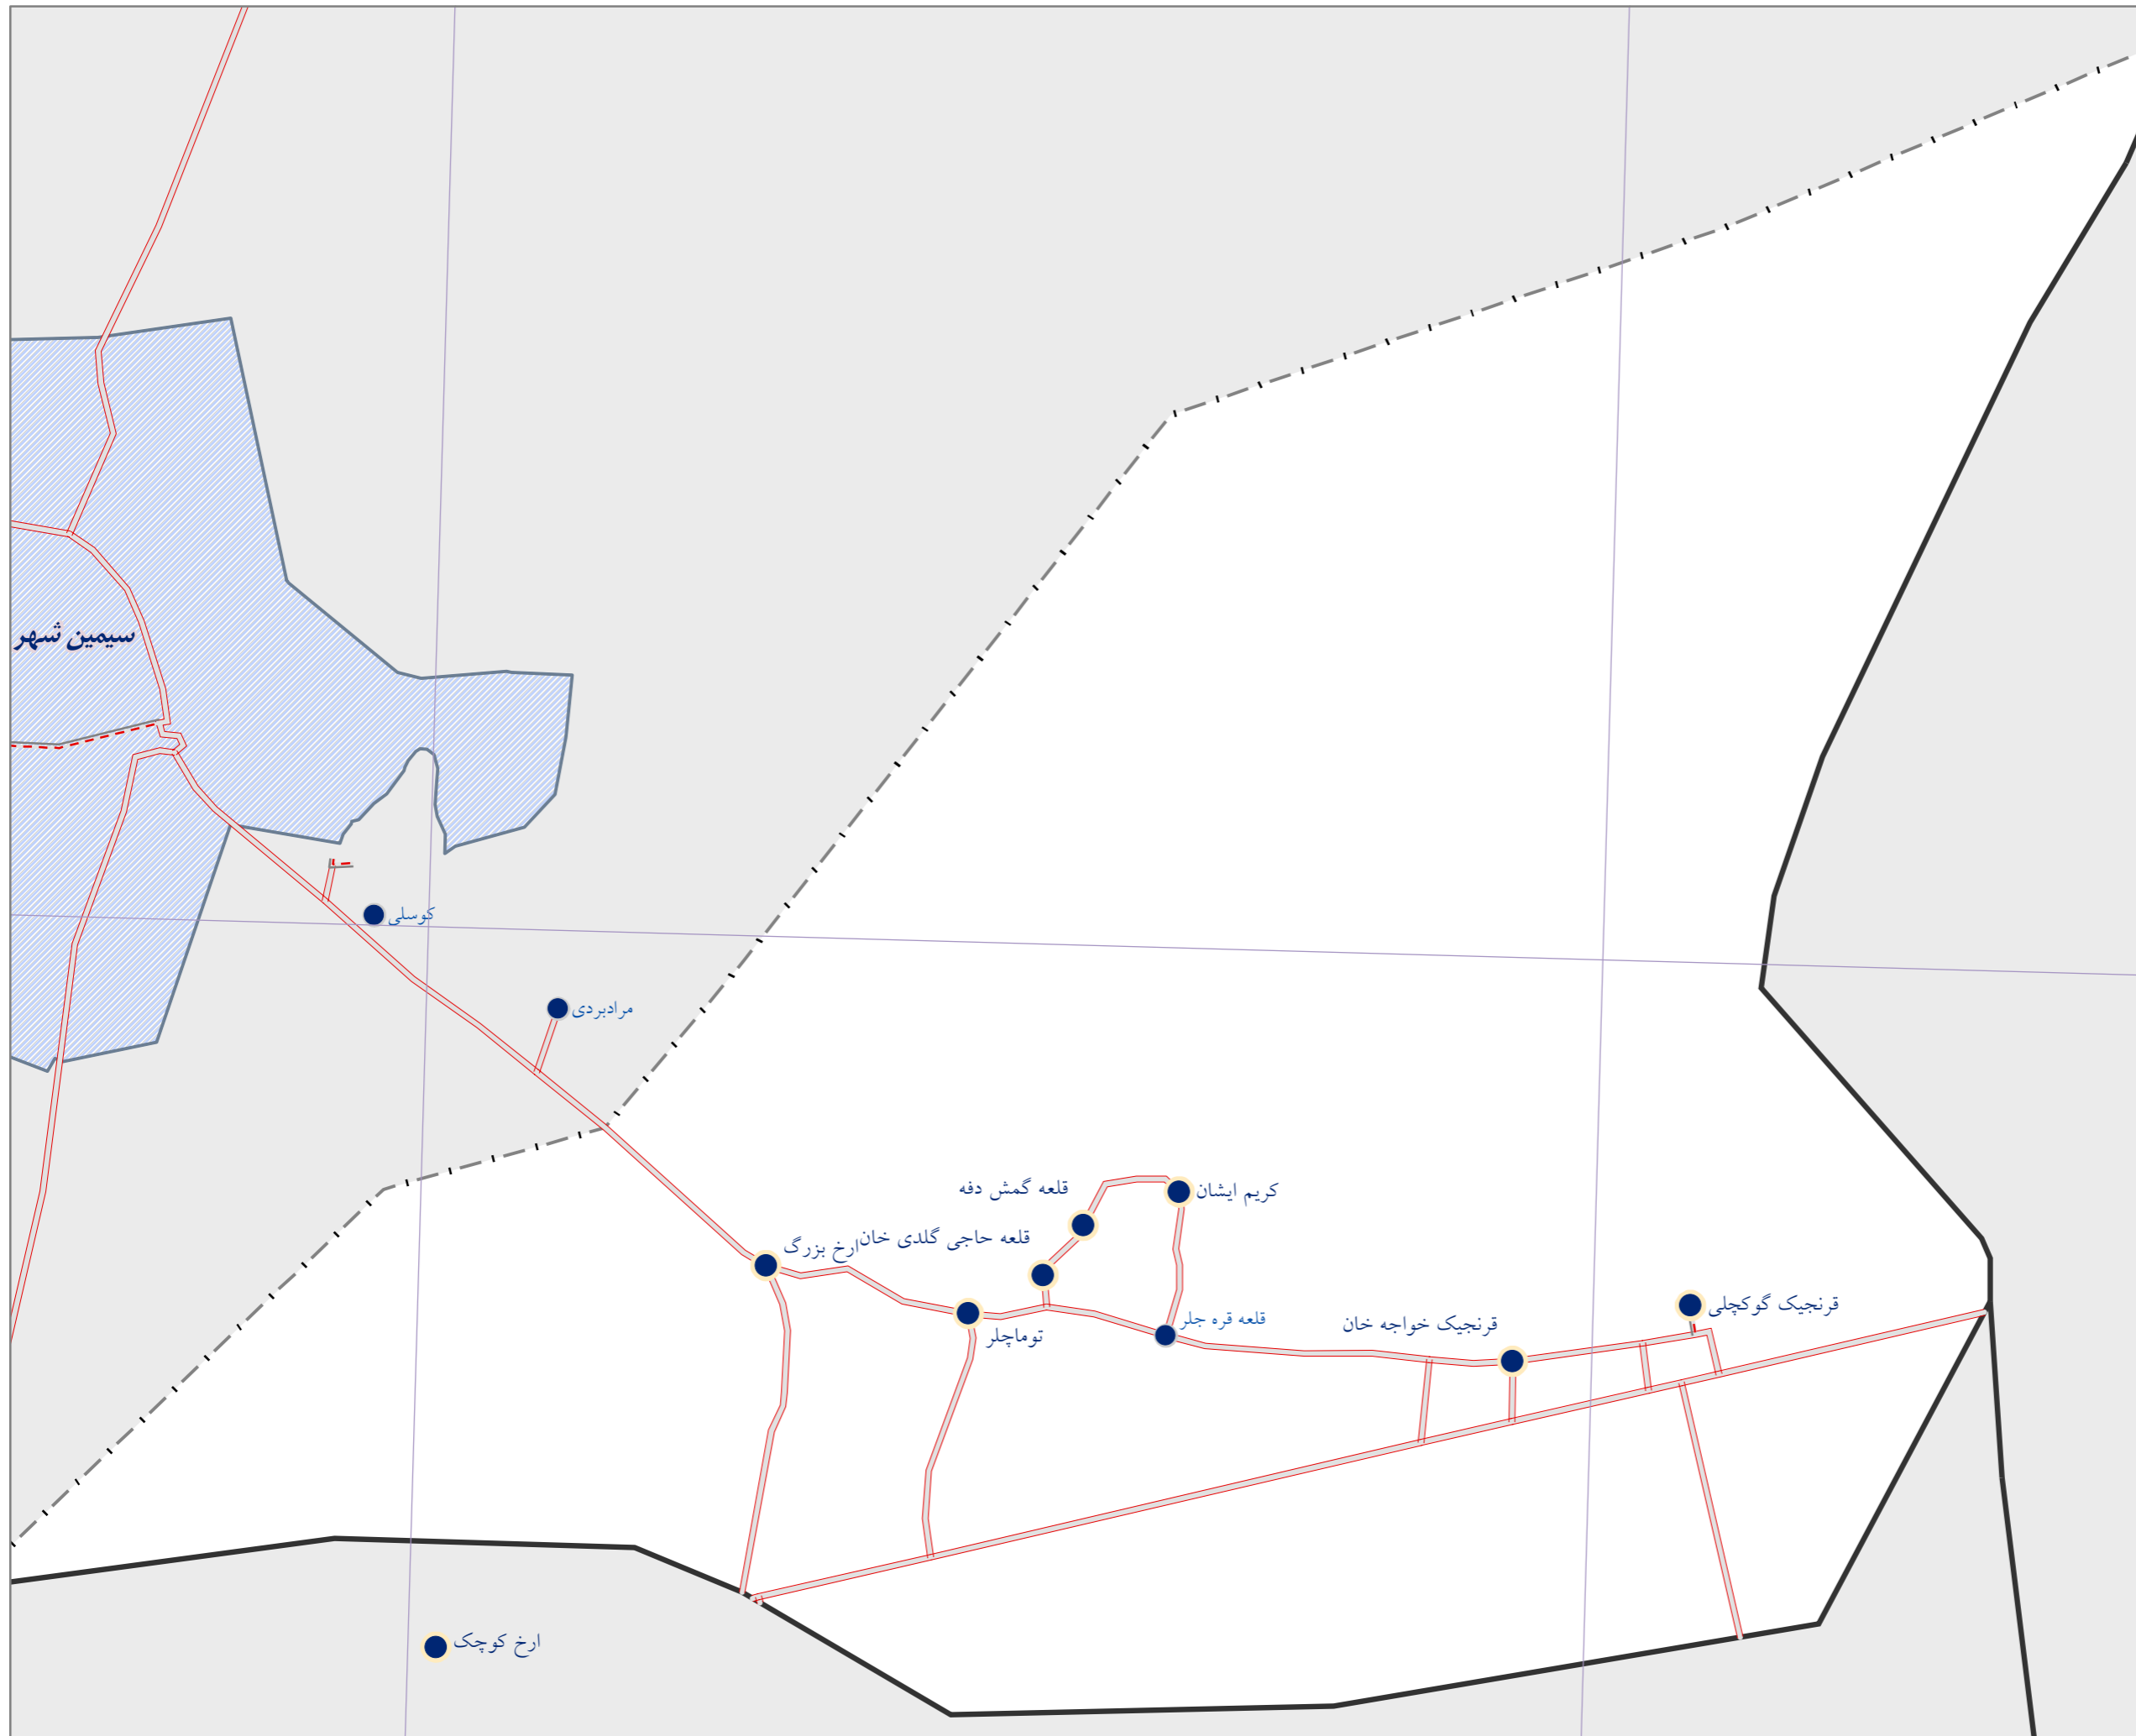 سیمین شهر
کوسلی
مرادبردی
کریم ایشان
قلعه گمش دفه
قلعه حاجی گلدی خان
ارخ بزرگ
قرنجیک گوکچلی
قلعه قره جلر
قرنجیک خواجه خان
توماچلر
ارخ کوچک